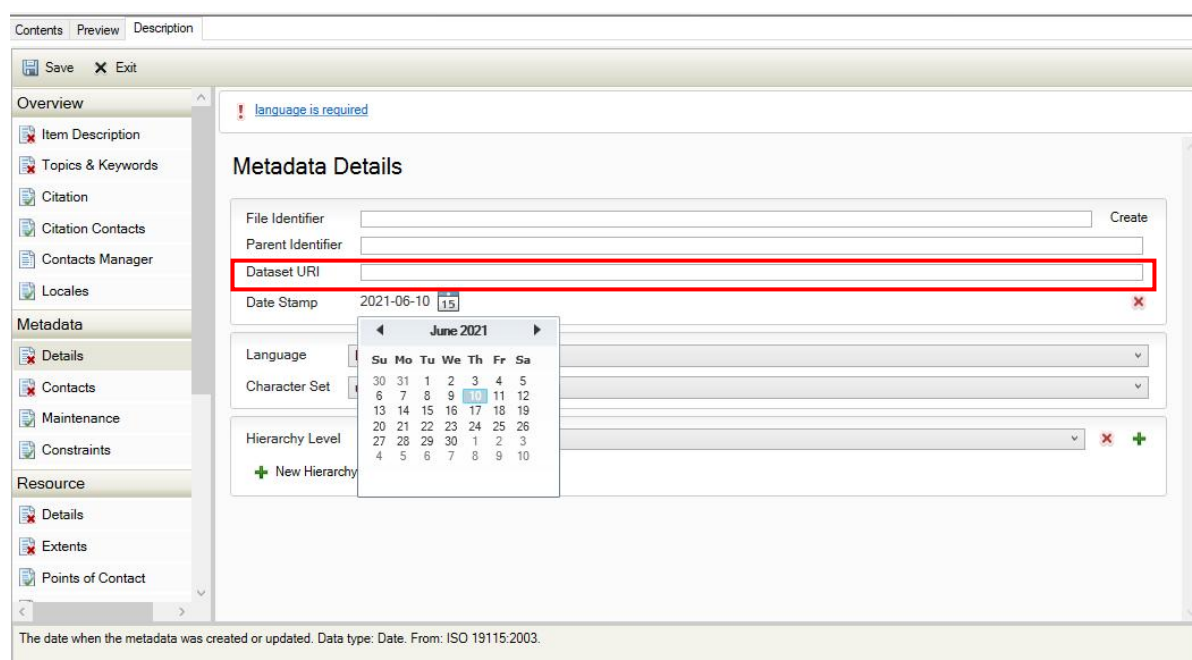 Contents Preview Description
Save Exit
Overview
Item Description
Topics & Keywords
Citation
Citation Contacts
Contacts Manager
Locales
Metadata
Details
Contacts
Maintenance
Constraints
Resource
Details
Extents
Points of Contact
! language is required
Metadata Details
File Identifier Create
Parent Identifier
Dataset URI
Date Stamp 2021-06-10 15
June 2021
Su Mo Tu We Th Fr Sa
30 31 1 2 3 4 5
6 7 8 9 10 11 12
13 14 15 16 17 18 19
20 21 22 23 24 25 26
27 28 29 30 1 2 3
4 5 6 7 8 9 10
Language
Character Set
Hierarchy Level
New Hierarchy
The date when the metadata was created or updated. Data type: Date. From: ISO 19115:2003.